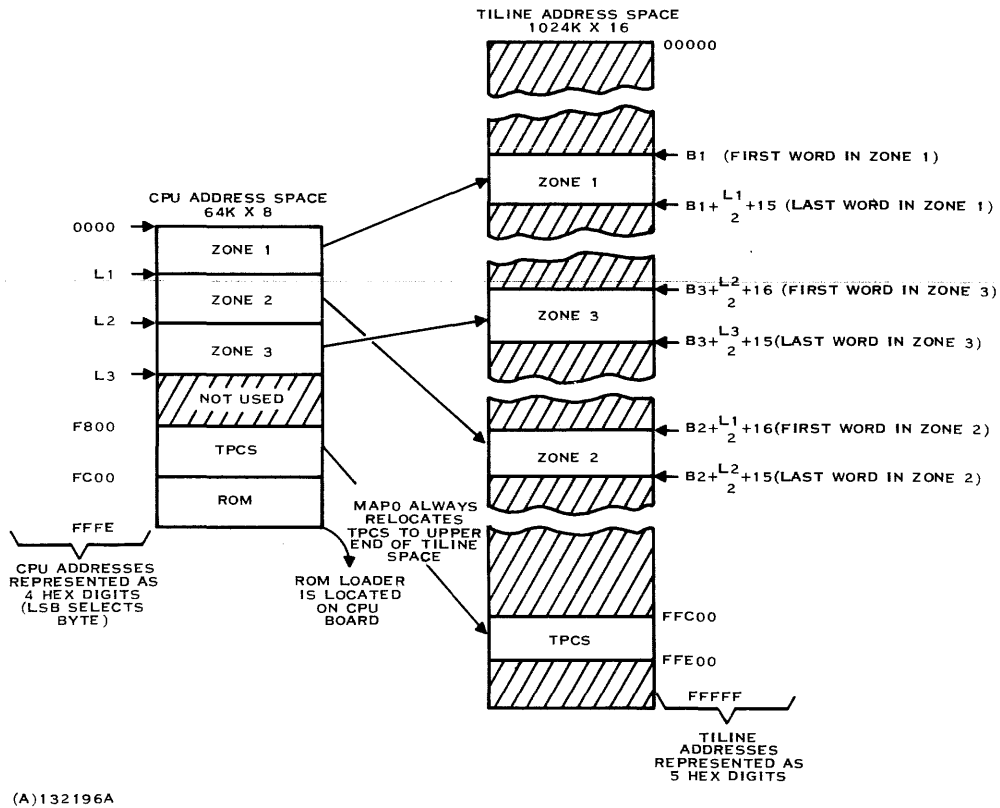 TILINE ADDRESS SPACE
1024K X 16
00000
B1 (FIRST WORD IN ZONE 1)
ZONE 1
B1+L1/2+15 (LAST WORD IN ZONE 1)
CPU ADDRESS SPACE
64K X 8
0000
ZONE 1
L1
ZONE 2
L2
ZONE 3
L3
NOT USED
F800
TPCS
FC00
ROM
FFFE
CPU ADDRESSES
REPRESENTED AS
4 HEX DIGITS
(LSB SELECTS
BYTE)
B3+L2/2+16 (FIRST WORD IN ZONE 3)
ZONE 3
B3+L3/2+15(LAST WORD IN ZONE 3)
B2+L1/2+16(FIRST WORD IN ZONE 2)
ZONE 2
B2+L2/2+15(LAST WORD IN ZONE 2)
MAP0 ALWAYS
RELOCATES
TPCS TO UPPER
END OF TILINE
SPACE
ROM LOADER
IS LOCATED
ON CPU
BOARD
FFC00
TPCS
FFE00
FFFFF
TILINE
ADDRESSES
REPRESENTED AS
5 HEX DIGITS
(A)132196A